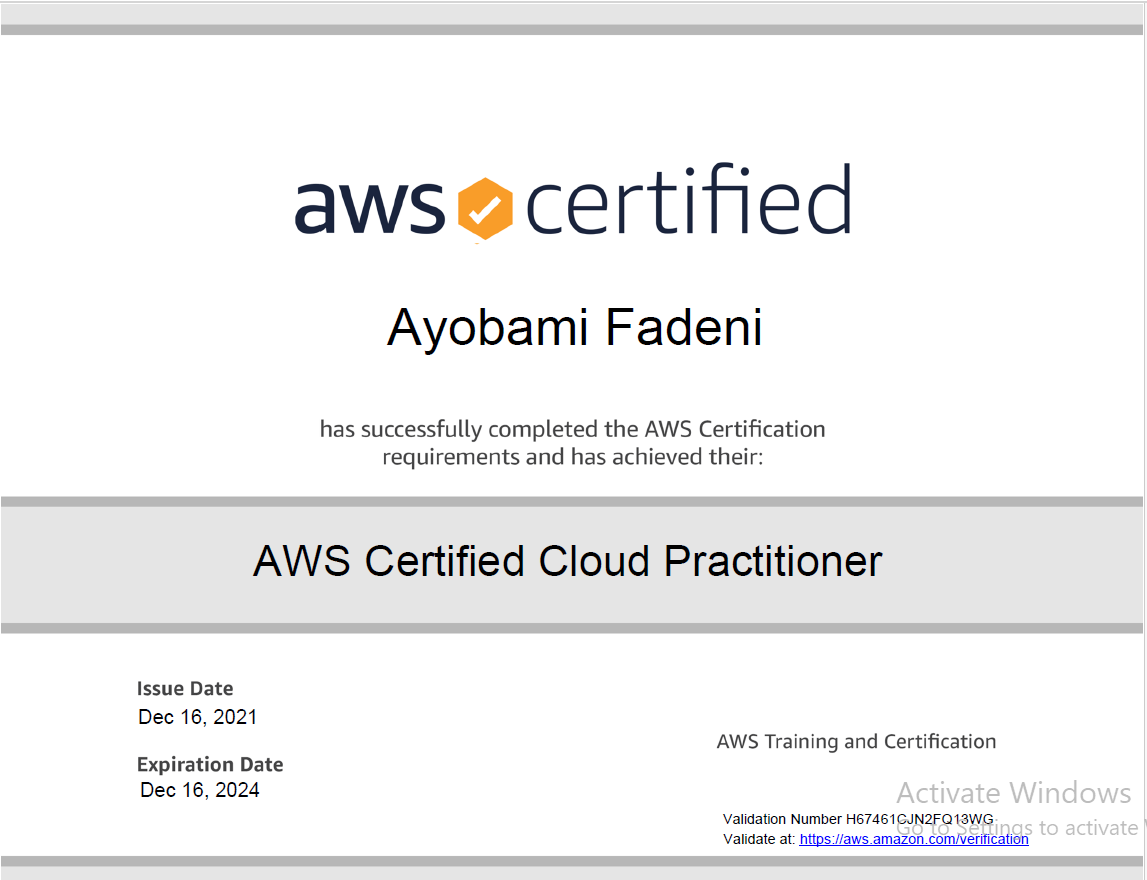 aws certified
Ayobami Fadeni
has successfully completed the AWS Certification
requirements and has achieved their:
AWS Certified Cloud Practitioner
Issue Date
Dec 16, 2021
Expiration Date
Dec 16, 2024
AWS Training and Certification
Activate Windows
Validation Number H67461CJN2FQ13WG
Go to Settings to activate
Validate at: https://aws.amazon.com/verification